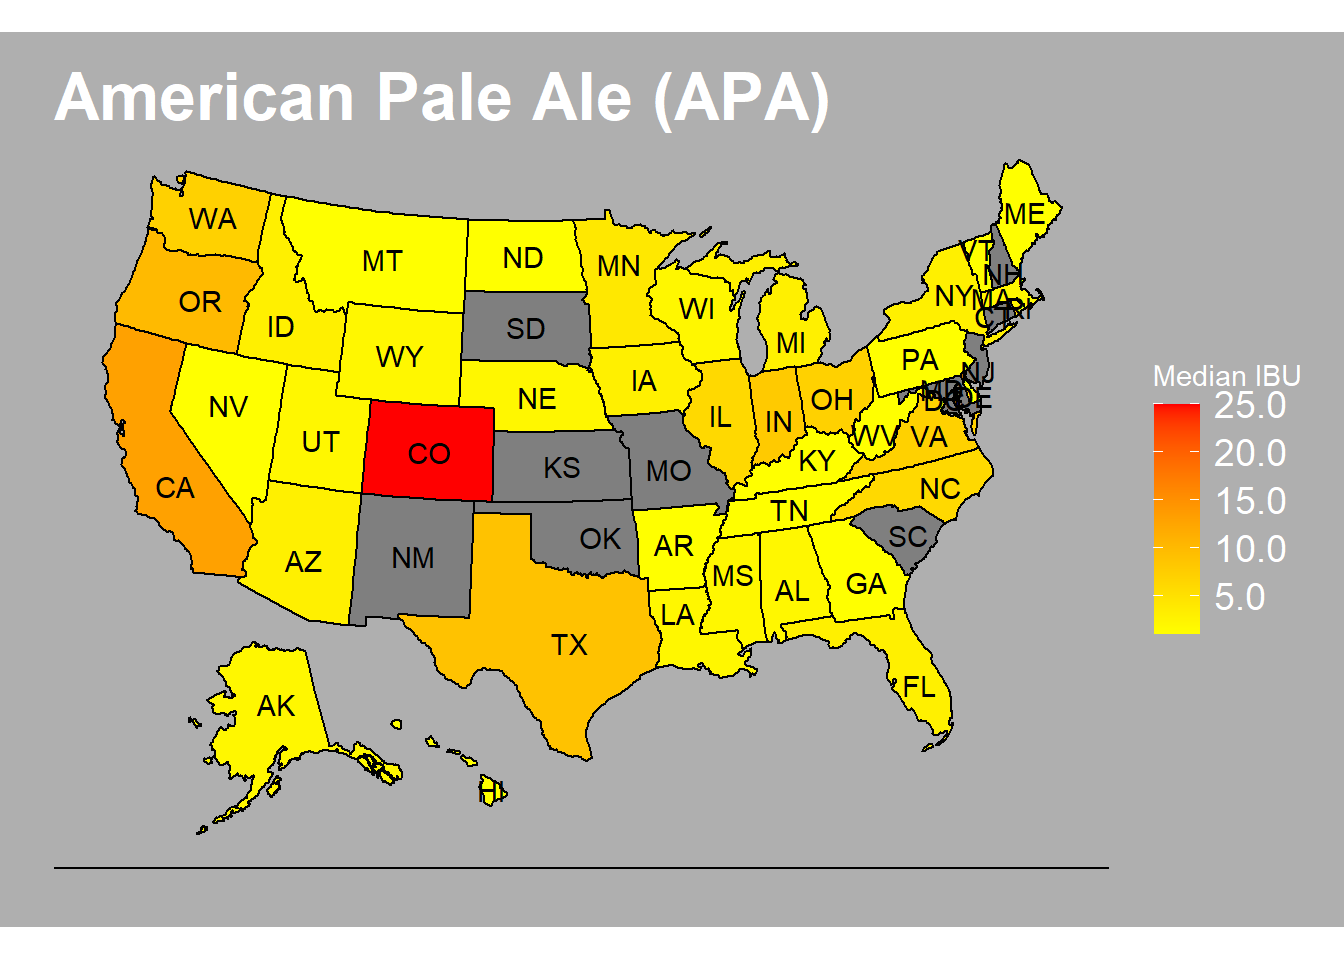 American Pale Ale (APA)
ME
WA
VT
MT
ND
MN
NH
OR
NY
MA
WI
RI
ID
SD
CT
MI
WY
PA
NJ
IA
NE
OH
DE
NV
IL
IN
UT
VA
WV
CO
KY
KS
MO
CA
NC
TN
OK
SC
AR
NM
AZ
MS
GA
AL
LA
TX
FL
AK
HI
Median IBU
25.0
20.0
15.0
10.0
5.0